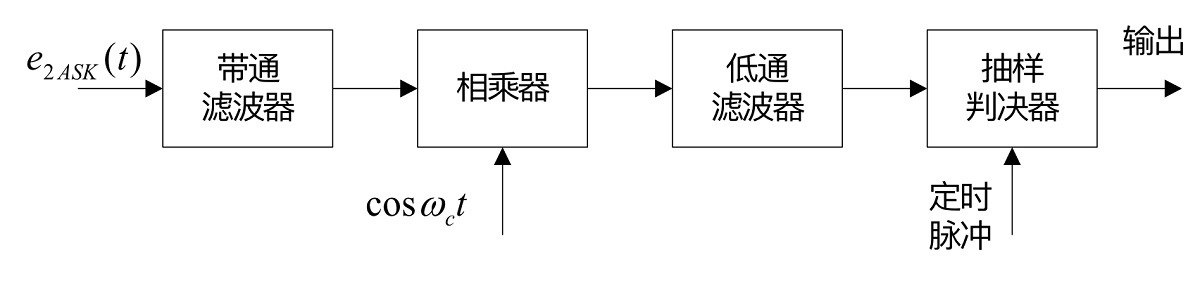 e_{2ASK}(t)
带通
滤波器
相乘器
低通
滤波器
抽样
判决器
输出
cos ω_c t
定时
脉冲